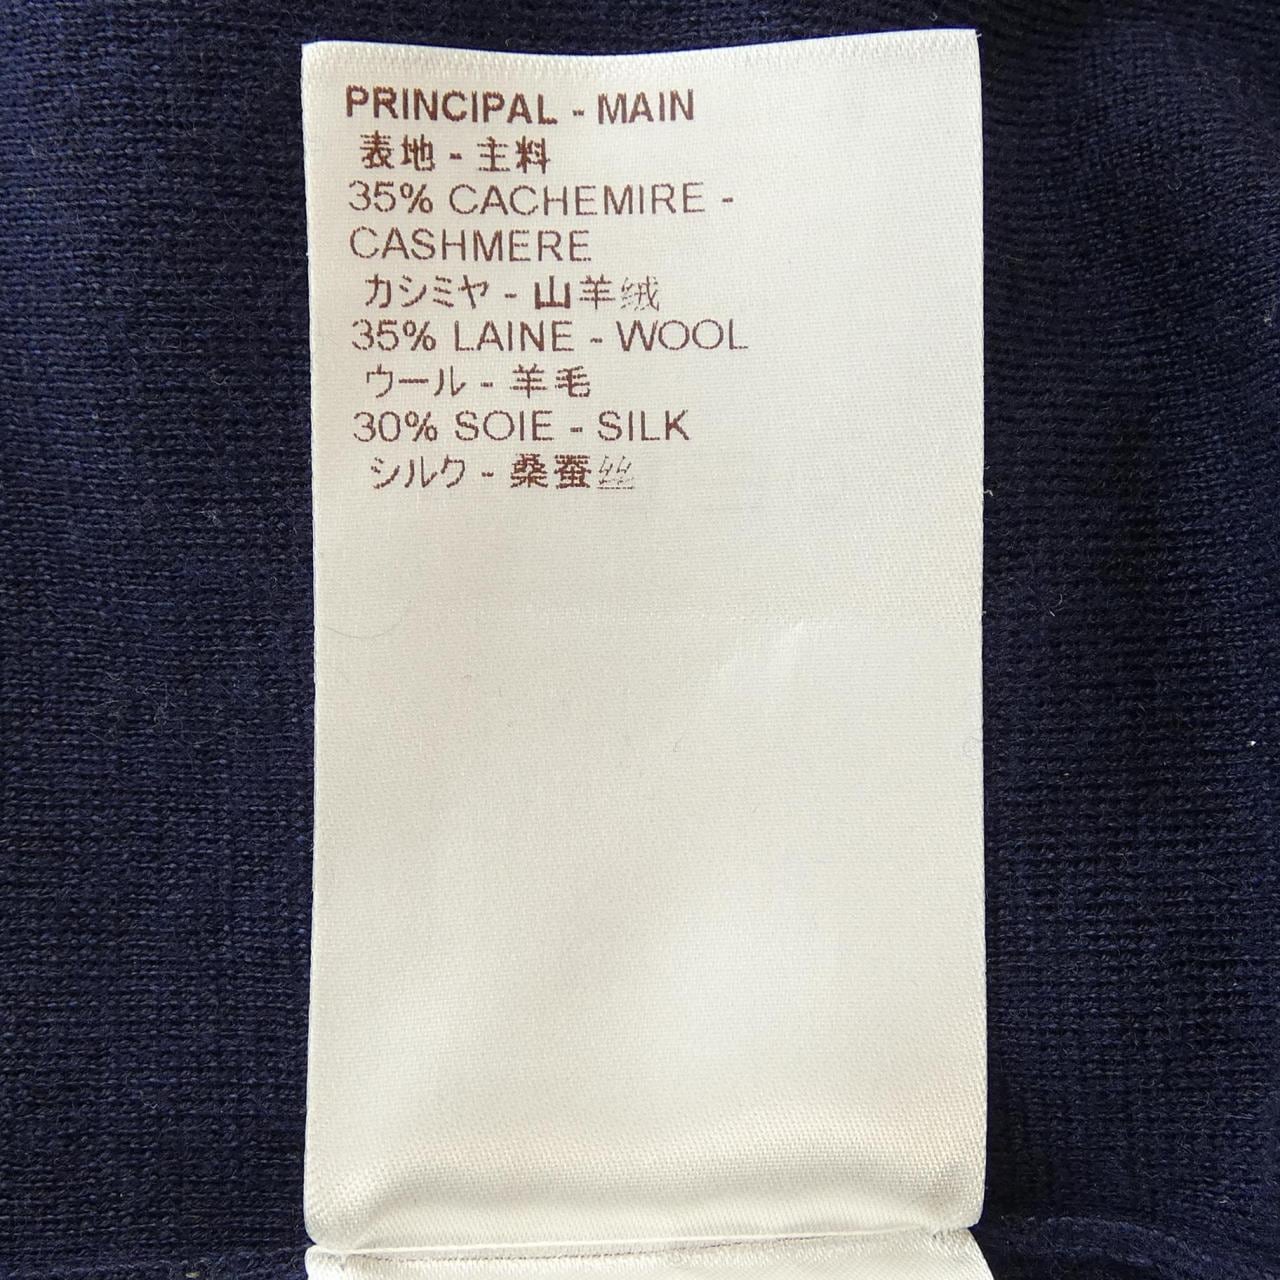 PRINCIPAL - MAIN
表地 - 主料
35% CACHEMIRE -
CASHMERE
カシミヤ - 山羊绒
35% LAINE - WOOL
ウール - 羊毛
30% SOIE - SILK
シルク - 桑蚕丝